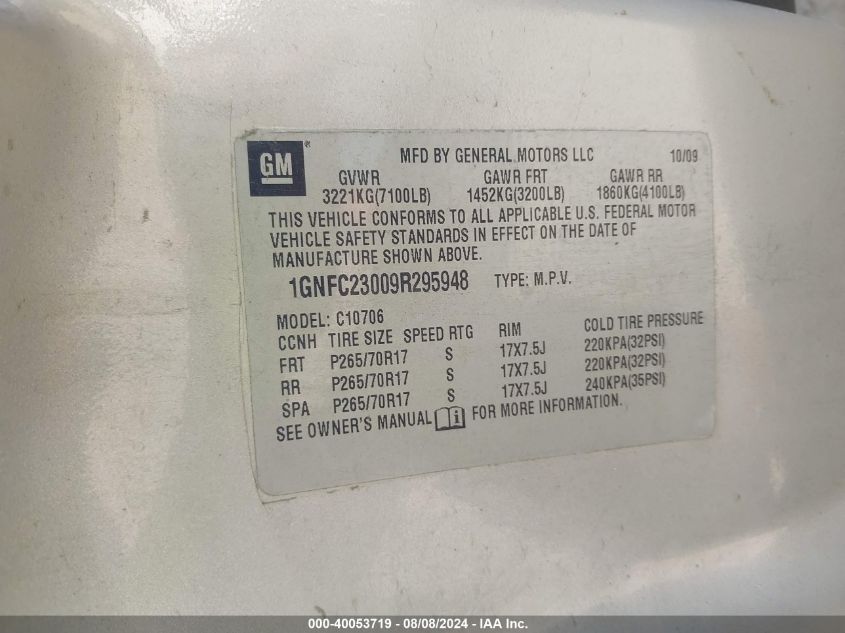 GM®
MFD BY GENERAL MOTORS LLC 10/09
GVWR GAWR FRT GAWR RR
3221KG(7100LB) 1452KG(3200LB) 1860KG(4100LB)
THIS VEHICLE CONFORMS TO ALL APPLICABLE U.S. FEDERAL MOTOR
VEHICLE SAFETY STANDARDS IN EFFECT ON THE DATE OF
MANUFACTURE SHOWN ABOVE.
1GNFC23009R295948 TYPE: M.P.V.
MODEL: C10706
CCNH TIRE SIZE SPEED RTG RIM COLD TIRE PRESSURE
FRT P265/70R17 S 17X7.5J 220KPA(32PSI)
RR P265/70R17 S 17X7.5J 220KPA(32PSI)
SPA P265/70R17 S 17X7.5J 240KPA(35PSI)
SEE OWNER'S MANUAL FOR MORE INFORMATION.
000-40053719 - 08/08/2024 - IAA Inc.